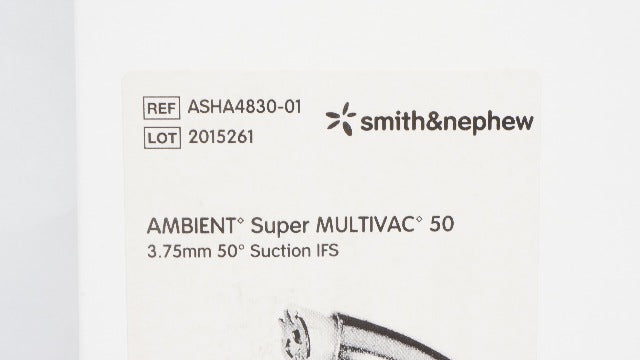 REF ASHA4830-01
LOT 2015261
smith&nephew
AMBIENT◊ Super MULTIVAC◊ 50
3.75mm 50° Suction IFS